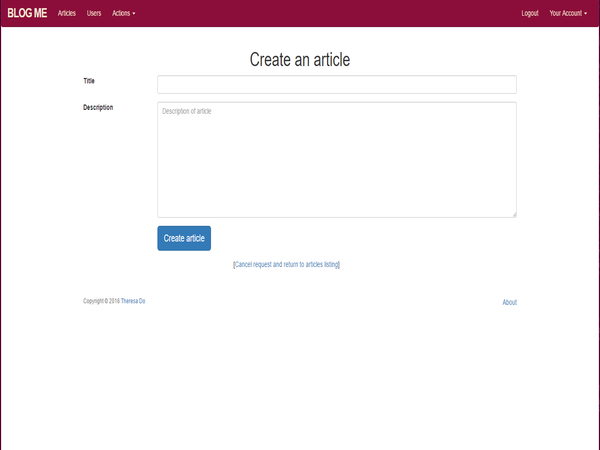 BLOG ME Articles Users Actions Logout Your Account
Create an article
Title
Description
Description of article
Create article
[Cancel request and return to articles listing]
Copyright © 2016 Theresa Do
About